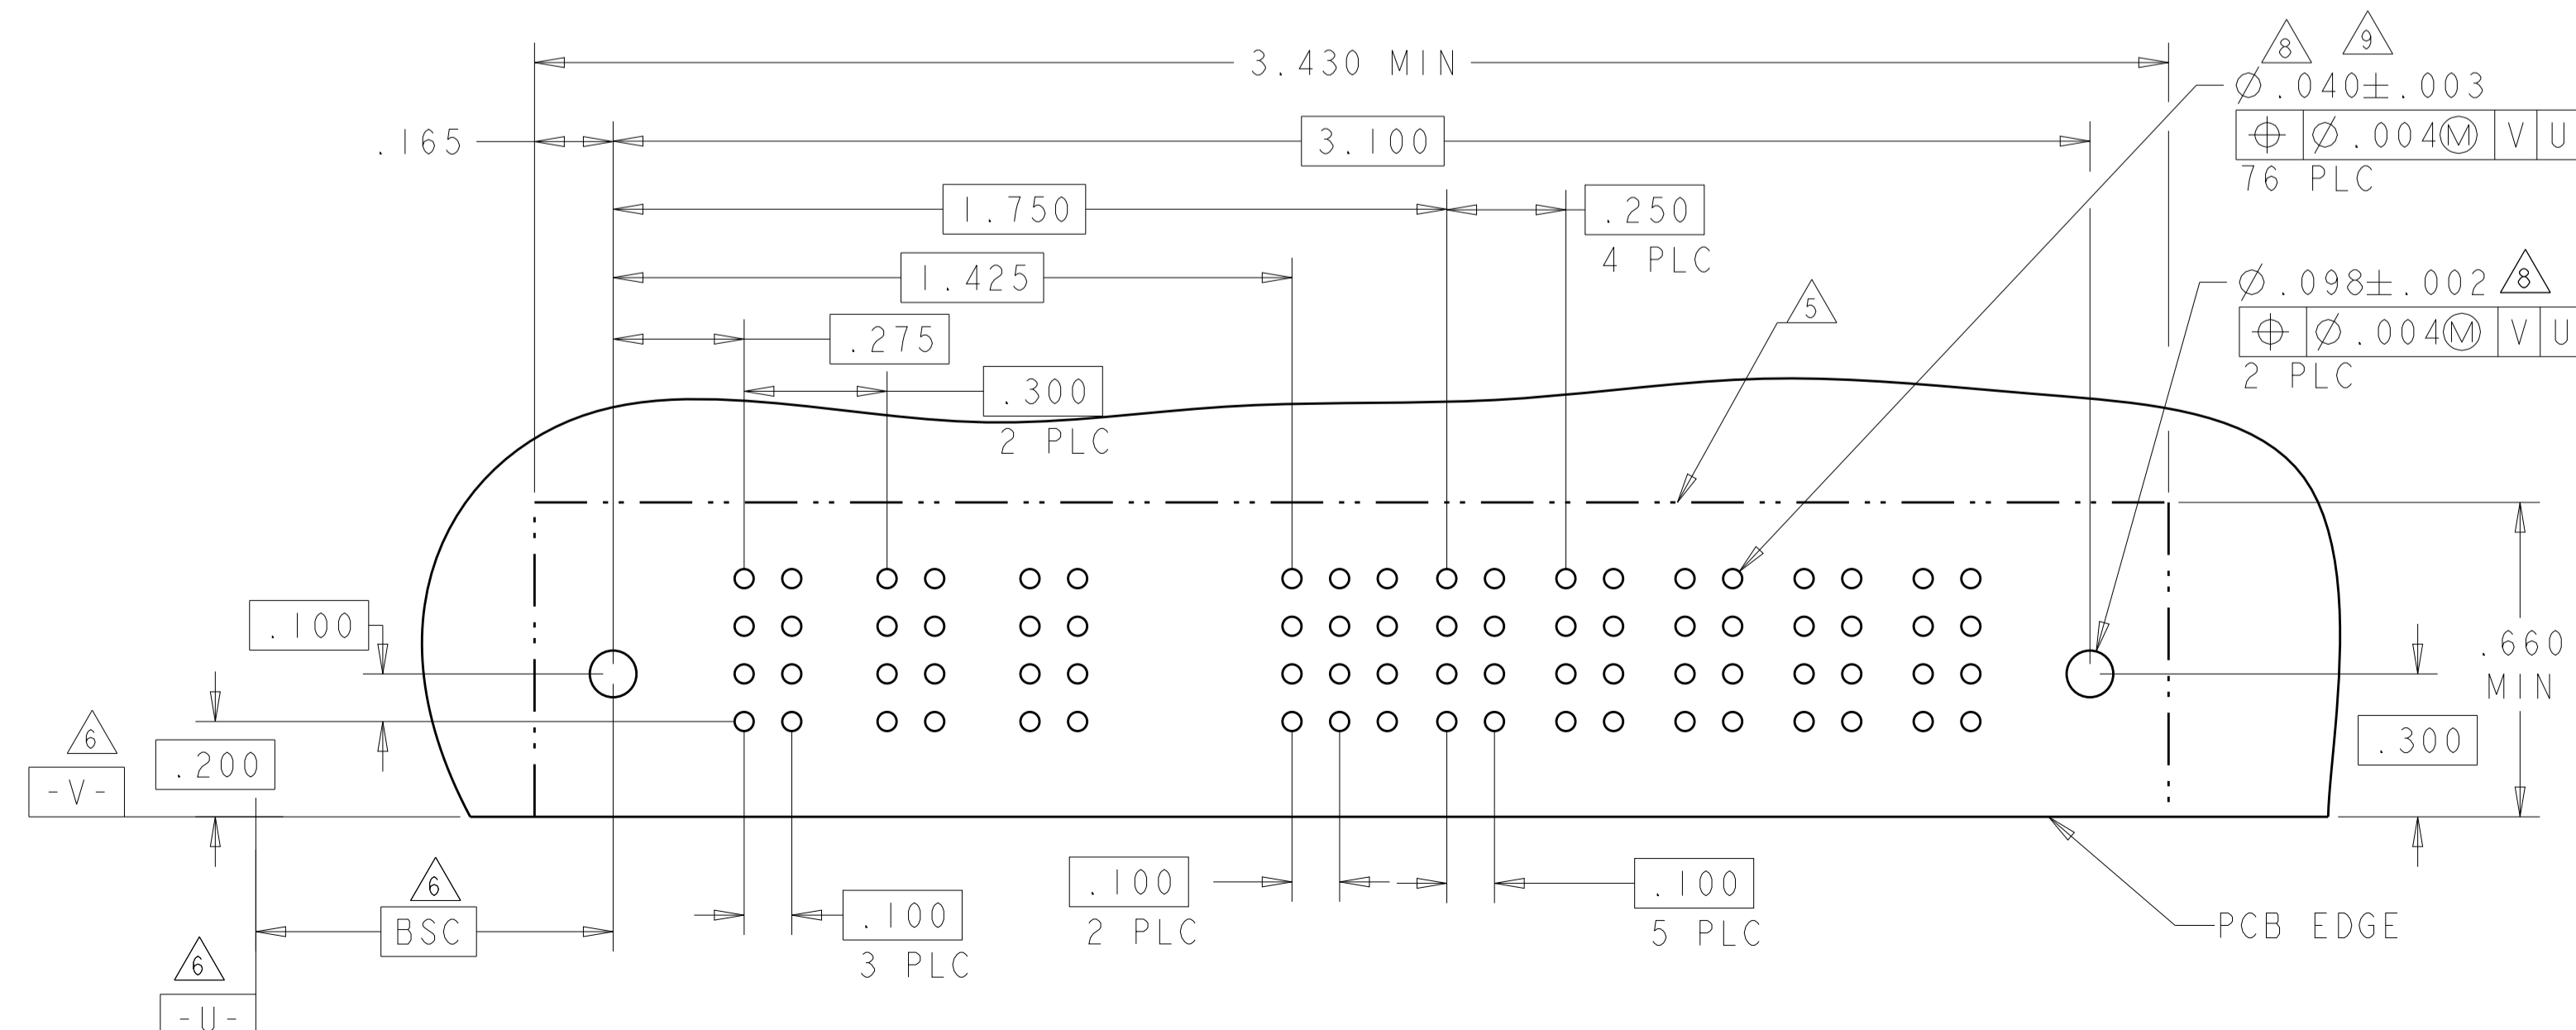 3.430 MIN
8
9
Ø.040±.003
⌖ Ø.004Ⓜ V U
76 PLC
.165
3.100
1.750
.250
4 PLC
1.425
5
Ø.098±.002 8
⌖ Ø.004Ⓜ V U
2 PLC
.275
.300
2 PLC
.100
.660
MIN
6
-V-
.200
.300
6
BSC
.100
3 PLC
.100
2 PLC
.100
5 PLC
PCB EDGE
6
-U-